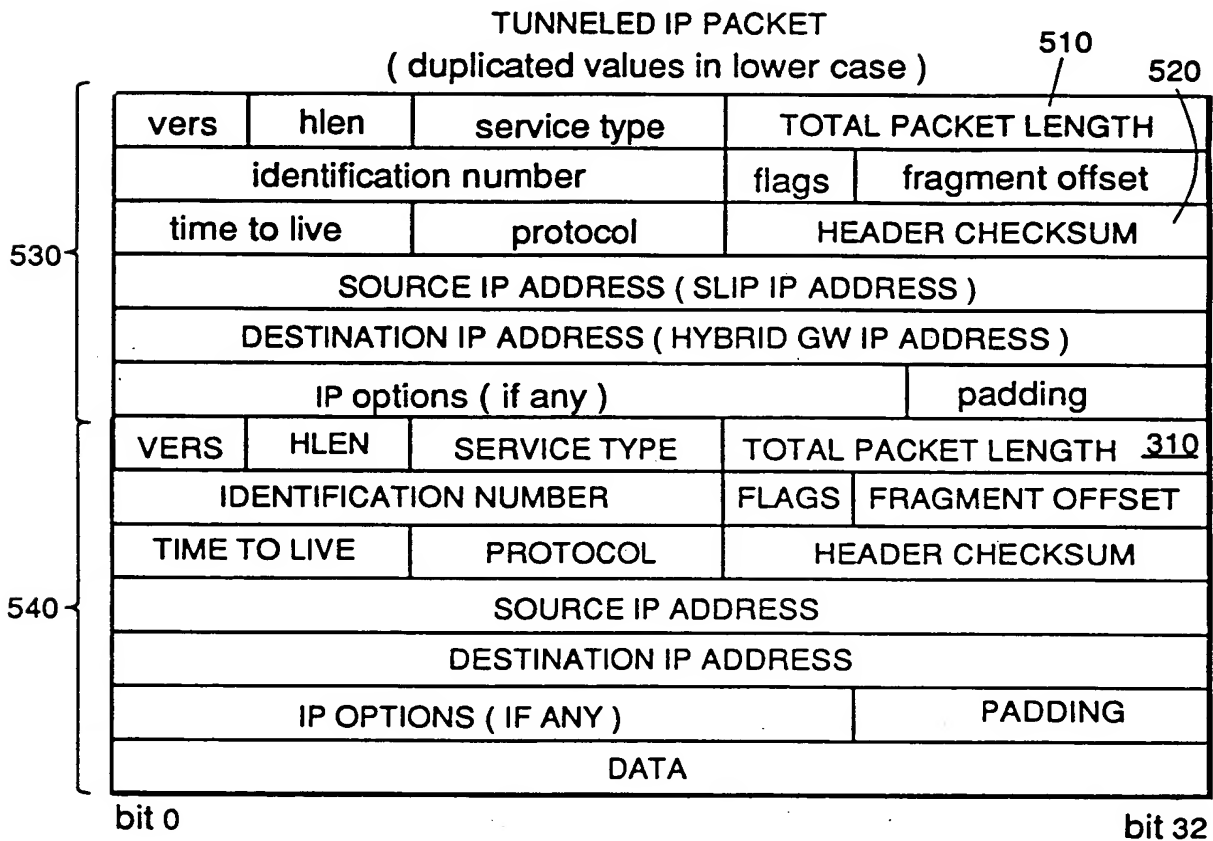 TUNNELED IP PACKET
( duplicated values in lower case )
510
520
vers hlen service type TOTAL PACKET LENGTH
identification number flags fragment offset
time to live protocol HEADER CHECKSUM
530
SOURCE IP ADDRESS ( SLIP IP ADDRESS )
DESTINATION IP ADDRESS ( HYBRID GW IP ADDRESS )
IP options ( if any ) padding
VERS HLEN SERVICE TYPE TOTAL PACKET LENGTH 310
IDENTIFICATION NUMBER FLAGS FRAGMENT OFFSET
TIME TO LIVE PROTOCOL HEADER CHECKSUM
540
SOURCE IP ADDRESS
DESTINATION IP ADDRESS
IP OPTIONS ( IF ANY ) PADDING
DATA
bit 0 bit 32